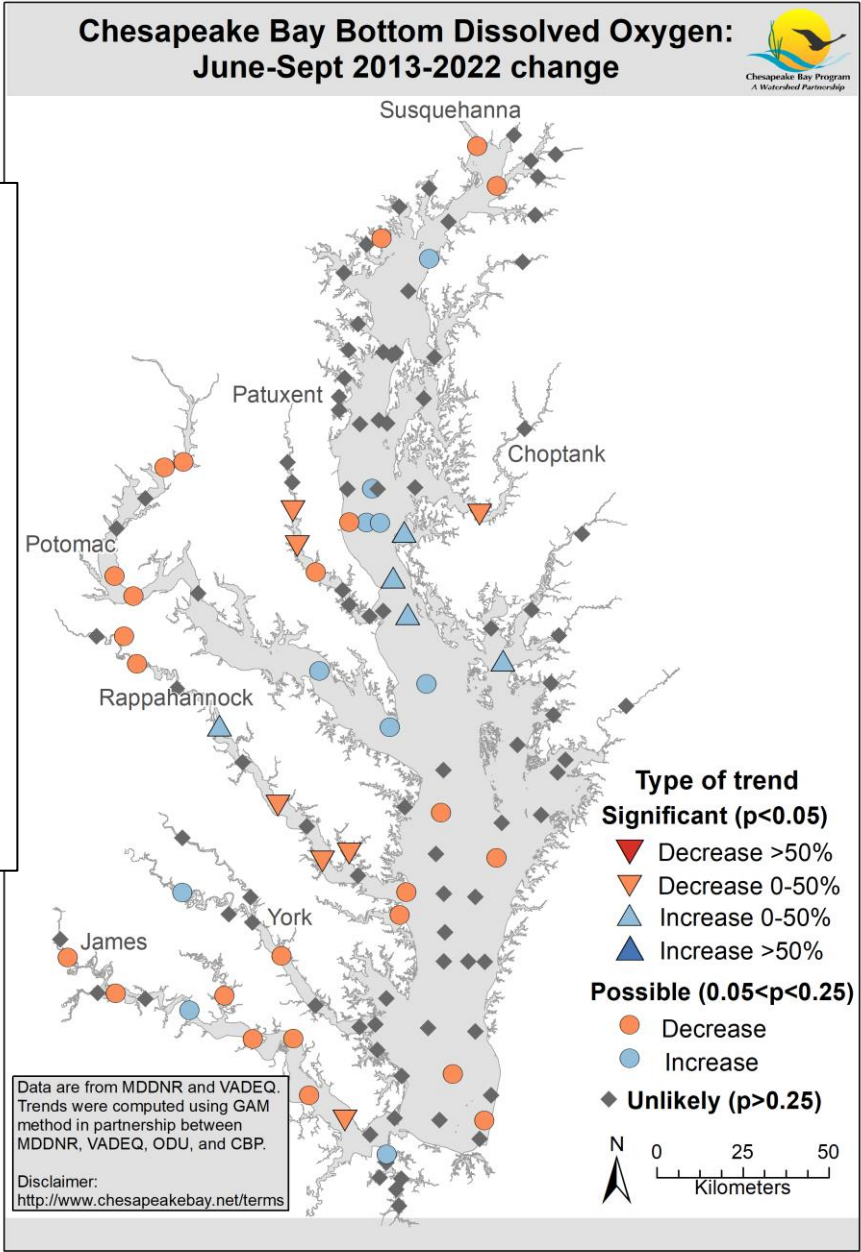 Chesapeake Bay Bottom Dissolved Oxygen:
June-Sept 2013-2022 change
Chesapeake Bay Program
A Watershed Partnership
Susquehanna
Patuxent
Choptank
Potomac
Rappahannock
York
James
Type of trend
Significant (p<0.05)
Decrease >50%
Decrease 0-50%
Increase 0-50%
Increase >50%
Possible (0.05<p<0.25)
Decrease
Increase
Unlikely (p>0.25)
Data are from MDDNR and VADEQ.
Trends were computed using GAM
method in partnership between
MDDNR, VADEQ, ODU, and CBP.
Disclaimer:
http://www.chesapeakebay.net/terms
N
0 25 50
Kilometers